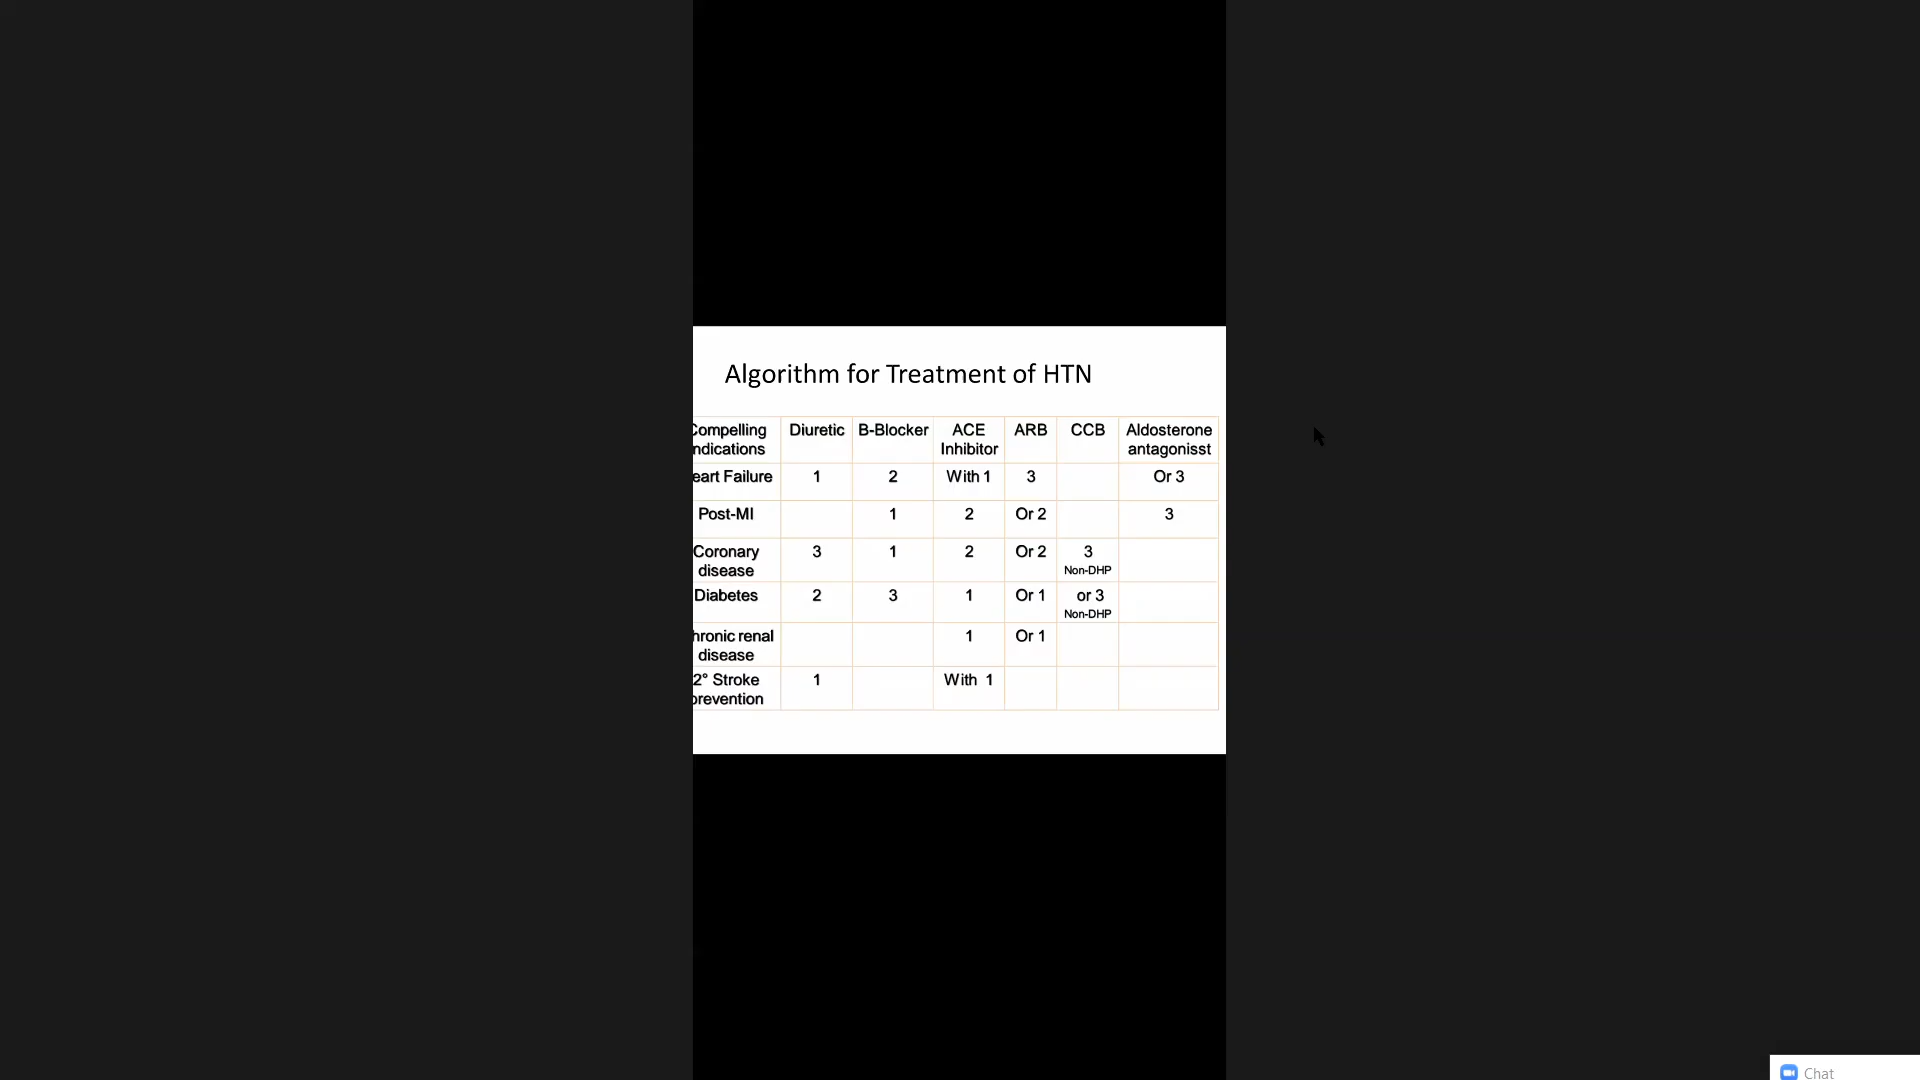 Algorithm for Treatment of HTN
Compelling Diuretic B-Blocker ACE ARB CCB Aldosterone
ndications Inhibitor antagonisst
eart Failure 1 2 With 1 3 Or 3
Post-MI 1 2 Or 2 3
Coronary 3 1 2 Or 2 3
disease Non-DHP
Diabetes 2 3 1 Or 1 or 3
Non-DHP
hronic renal 1 Or 1
disease
2° Stroke 1 With 1
prevention
Chat